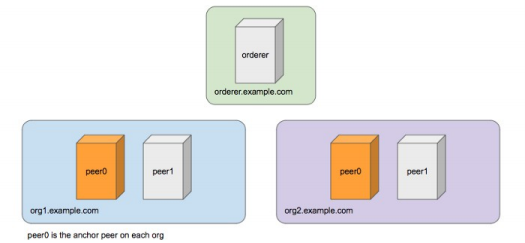 orderer
orderer.example.com
peer0
peer1
org1.example.com
peer0
peer1
org2.example.com
peer0 is the anchor peer on each org